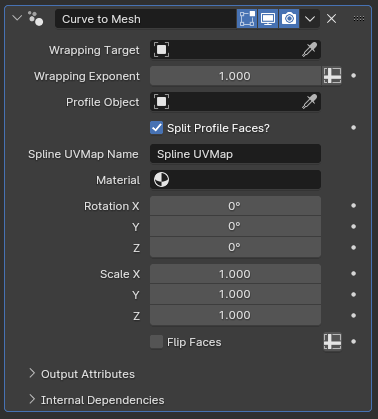 Curve to Mesh
Wrapping Target
Wrapping Exponent 1.000
Profile Object
Split Profile Faces?
Spline UVMap Name Spline UVMap
Material
Rotation X 0°
Y 0°
Z 0°
Scale X 1.000
Y 1.000
Z 1.000
Flip Faces
Output Attributes
Internal Dependencies